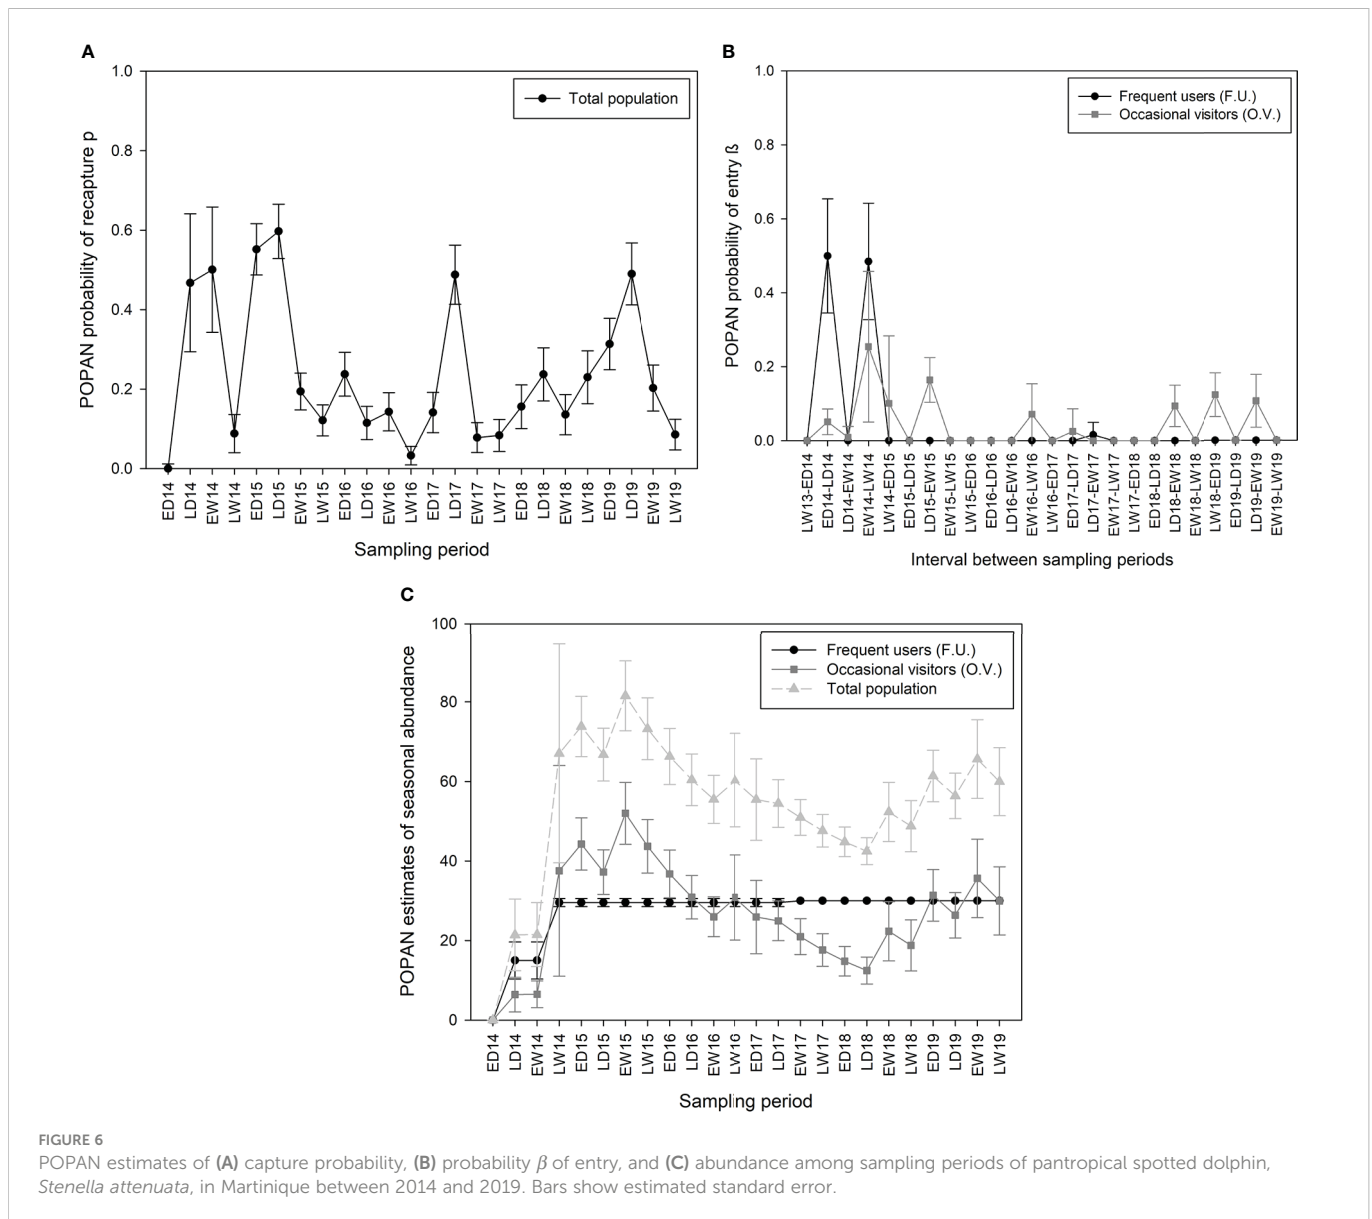 A
1.0
0.8
0.6
0.4
0.2
0.0
POPAN probability of recapture p
Total population
ED14
LD14
EW14
LW14
ED15
LD15
EW15
LW15
ED16
LD16
EW16
LW16
ED17
LD17
EW17
LW17
ED18
LD18
EW18
LW18
ED19
LD19
EW19
LW19
Sampling period
B
1.0
0.8
0.6
0.4
0.2
0.0
POPAN probability of entry ß
Frequent users (F.U.)
Occasional visitors (O.V.)
LW13-ED14
ED14-LD14
LD14-EW14
EW14-LW14
LW14-ED15
ED15-LD15
LD15-EW15
EW15-LW15
LW15-ED16
ED16-LD16
LD16-EW16
EW16-LW16
LW16-ED17
ED17-LD17
LD17-EW17
EW17-LW17
LW17-ED18
ED18-LD18
LD18-EW18
EW18-LW18
LW18-ED19
ED19-LD19
LD19-EW19
EW19-LW19
Interval between sampling periods
C
100
80
60
40
20
0
POPAN estimates of seasonal abundance
Frequent users (F.U.)
Occasional visitors (O.V.)
Total population
ED14
LD14
EW14
LW14
ED15
LD15
EW15
LW15
ED16
LD16
EW16
LW16
ED17
LD17
EW17
LW17
ED18
LD18
EW18
LW18
ED19
LD19
EW19
LW19
Sampling period
FIGURE 6
POPAN estimates of (A) capture probability, (B) probability β of entry, and (C) abundance among sampling periods of pantropical spotted dolphin,
Stenella attenuata, in Martinique between 2014 and 2019. Bars show estimated standard error.